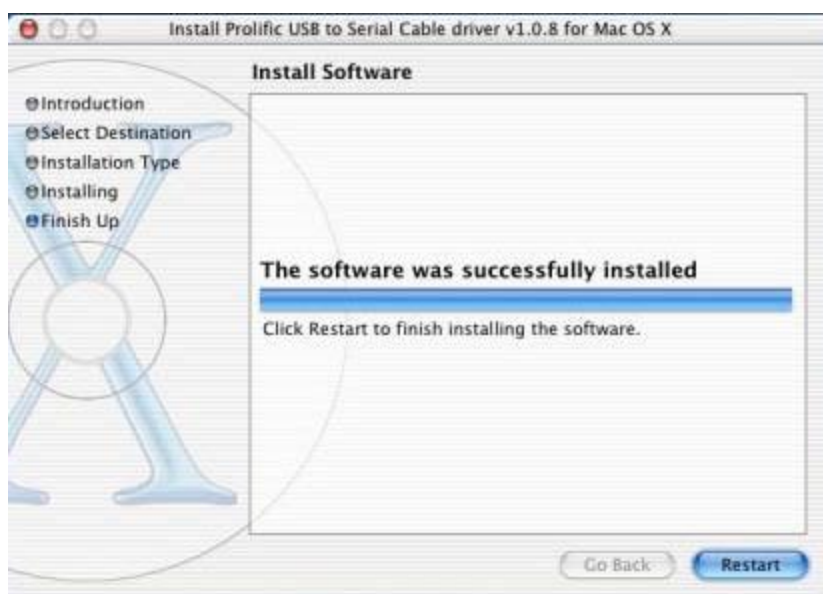 Install Prolific USB to Serial Cable driver v1.0.8 for Mac OS X
Install Software
Introduction
Select Destination
Installation Type
Installing
Finish Up
The software was successfully installed
Click Restart to finish installing the software.
Go Back
Restart